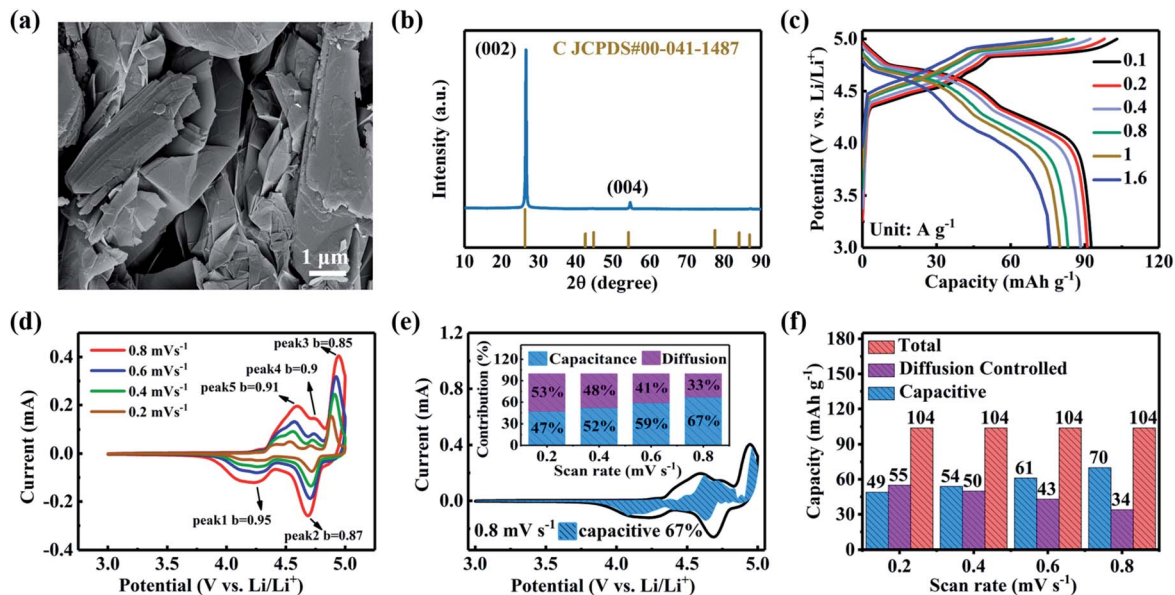 (a)
1 μm
(b)
(002)
C JCPDS#00-041-1487
(004)
Intensity (a.u.)
10 20 30 40 50 60 70 80 90
2θ (degree)
(c)
5.0
4.5
4.0
3.5
3.0
Potential (V vs. Li/Li⁺)
0.1
0.2
0.4
0.8
1
1.6
Unit: A g⁻¹
0 30 60 90 120
Capacity (mAh g⁻¹)
(d)
0.4
0.2
0.0
-0.2
-0.4
Current (mA)
0.8 mVs⁻¹
0.6 mVs⁻¹
0.4 mVs⁻¹
0.2 mVs⁻¹
peak3 b=0.85
peak4 b=0.9
peak5 b=0.91
peak1 b=0.95
peak2 b=0.87
3.0 3.5 4.0 4.5 5.0
Potential (V vs. Li/Li⁺)
(e)
1.2
0.8
0.4
0.0
Current (mA)
Contribution (%)
120
90
60
30
0
Capacitance Diffusion
53% 48% 41% 33%
47% 52% 59% 67%
0.2 0.4 0.6 0.8
Scan rate (mV s⁻¹)
0.8 mV s⁻¹ capacitive 67%
3.0 3.5 4.0 4.5 5.0
Potential (V vs. Li/Li⁺)
(f)
180
150
120
90
60
30
0
Capacity (mAh g⁻¹)
Total
Diffusion Controlled
Capacitive
49 55 104
54 50 104
61 43 104
70 34 104
0.2 0.4 0.6 0.8
Scan rate (mV s⁻¹)